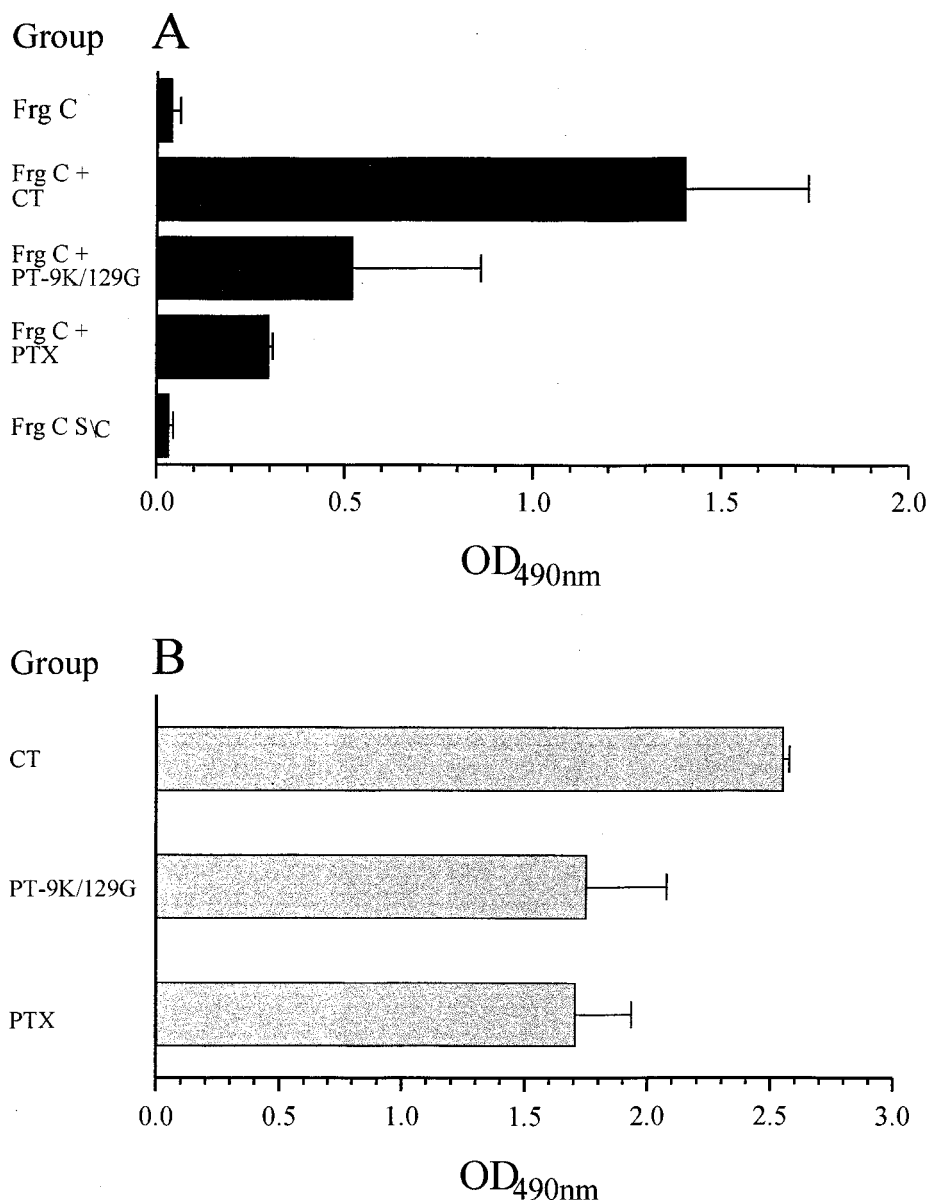 Group A
Frg C
Frg C +
CT
Frg C +
PT-9K/129G
Frg C +
PTX
Frg C S\C
0.0 0.5 1.0 1.5 2.0
OD490nm
Group B
CT
PT-9K/129G
PTX
0.0 0.5 1.0 1.5 2.0 2.5 3.0
OD490nm